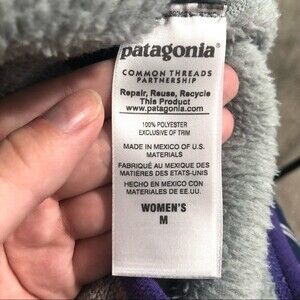 patagonia®
COMMON THREADS
PARTNERSHIP
Repair, Reuse, Recycle
This Product
www.patagonia.com
100% POLYESTER
EXCLUSIVE OF TRIM
MADE IN MEXICO OF U.S.
MATERIALS
FABRIQUÉ AU MEXIQUE DES
MATIÈRES DES ETATS-UNIS
HECHO EN MEXICO CON
MATERIALES DE EE.UU.
WOMEN'S
M